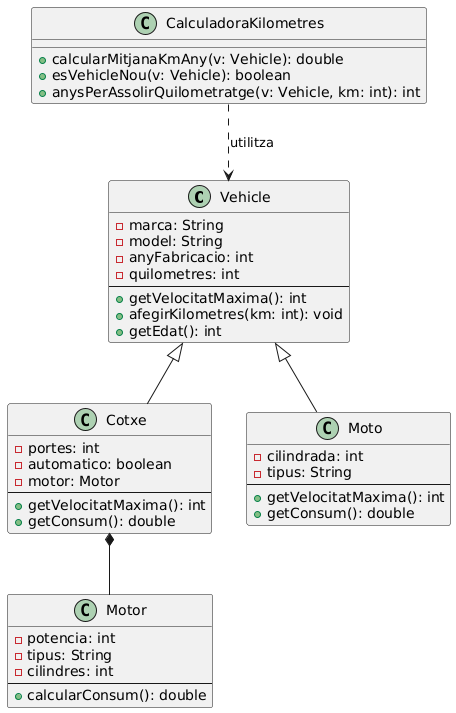 C CalculadoraKilometres
calcularMitjanaKmAny(v: Vehicle): double
esVehicleNou(v: Vehicle): boolean
anysPerAssolirQuilometratge(v: Vehicle, km: int): int
utilitza
C Vehicle
marca: String
model: String
anyFabricacio: int
quilometres: int
getVelocitatMaxima(): int
afegirKilometres(km: int): void
getEdat(): int
C Cotxe
portes: int
automatico: boolean
motor: Motor
getVelocitatMaxima(): int
getConsum(): double
C Moto
cilindrada: int
tipus: String
getVelocitatMaxima(): int
getConsum(): double
C Motor
potencia: int
tipus: String
cilindres: int
calcularConsum(): double